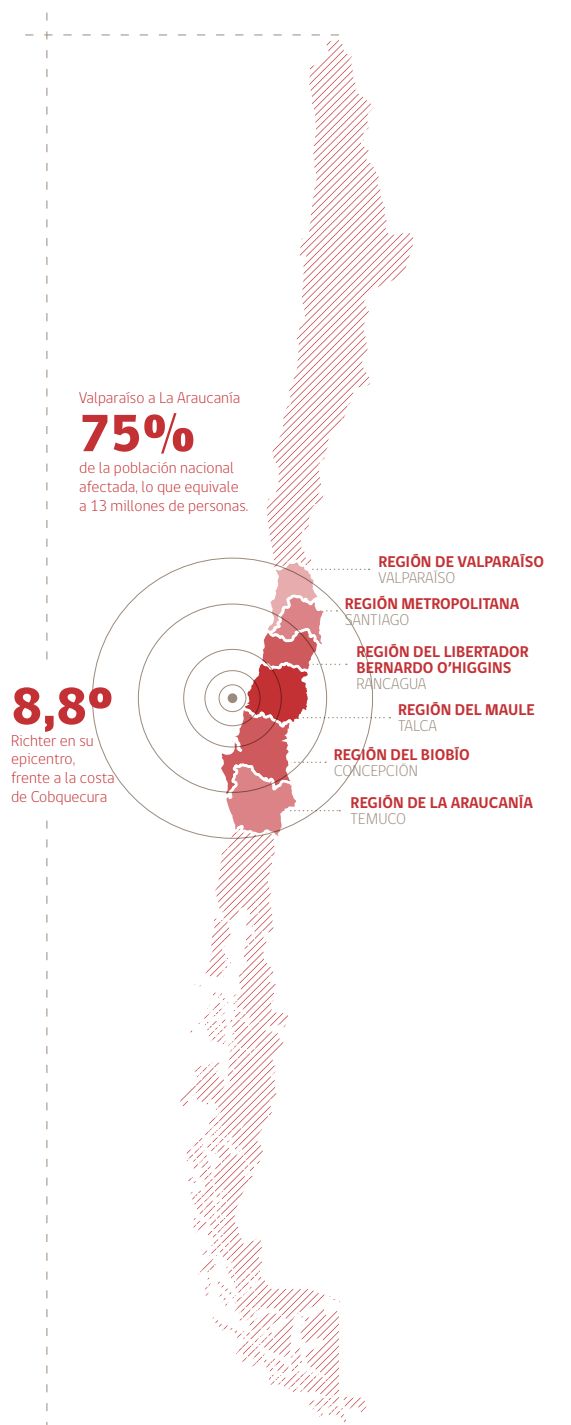 Valparaíso a La Araucanía
75%
de la población nacional
afectada, lo que equivale
a 13 millones de personas.
REGIÓN DE VALPARAÍSO
VALPARAÍSO
REGIÓN METROPOLITANA
SANTIAGO
REGIÓN DEL LIBERTADOR
BERNARDO O'HIGGINS
RANCAGUA
8,8º
Richter en su
epicentro,
frente a la costa
de Cobquecura
REGIÓN DEL MAULE
TALCA
REGIÓN DEL BIOBÍO
CONCEPCIÓN
REGIÓN DE LA ARAUCANÍA
TEMUCO